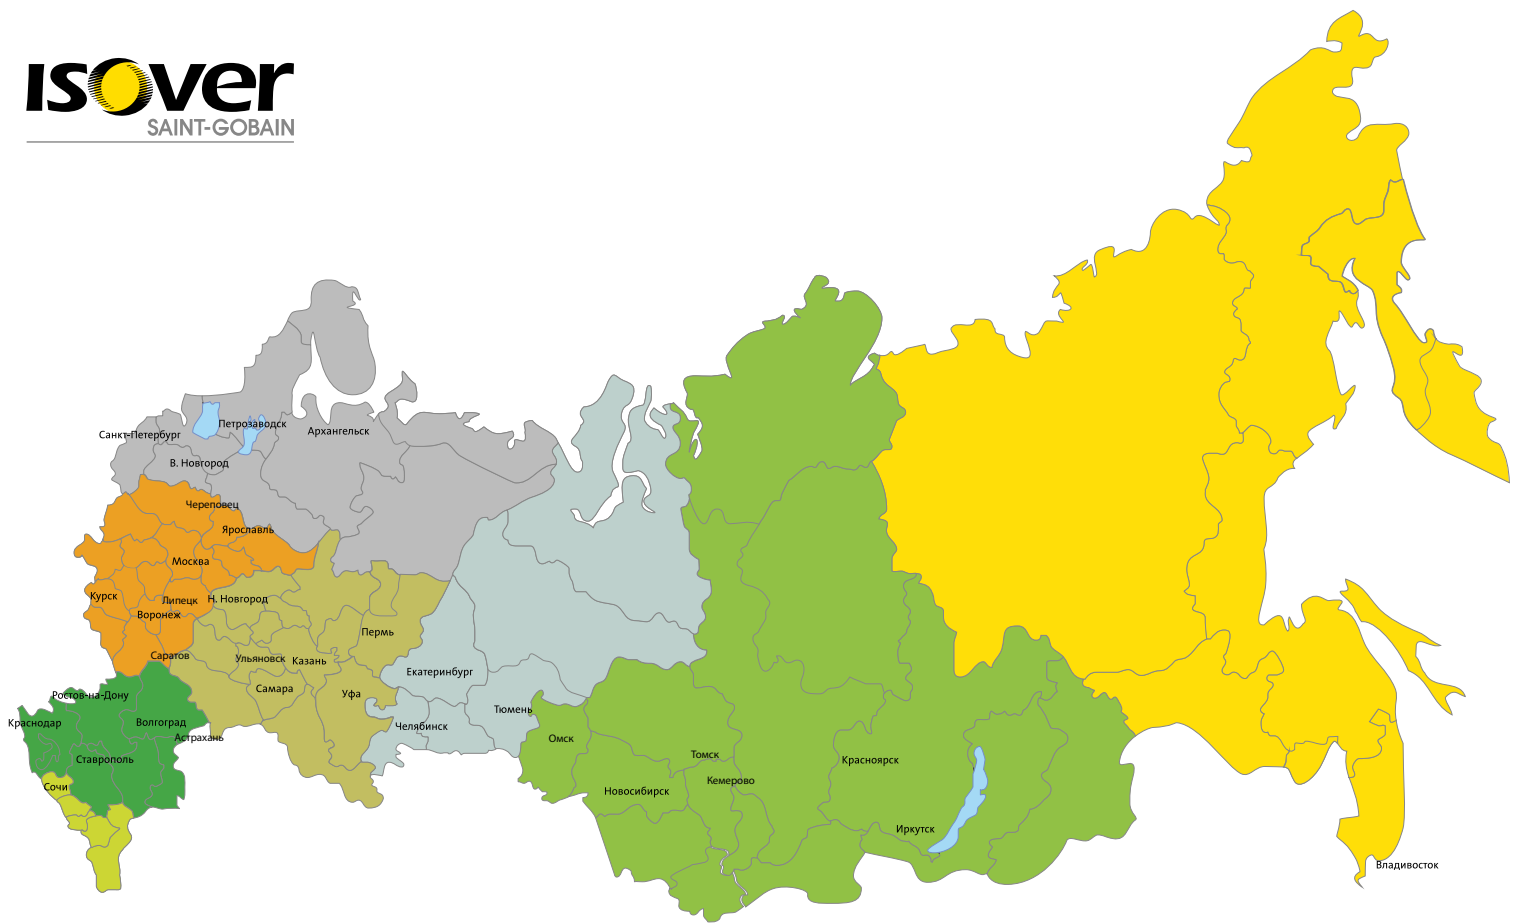 ISOVER
SAINT-GOBAIN
Санкт-Петербург
Петрозаводск
Архангельск
В. Новгород
Череповец
Ярославль
Москва
Курск
Липецк
Н. Новгород
Воронеж
Пермь
Саратов
Ульяновск
Казань
Екатеринбург
Самара
Уфа
Ростов-на-Дону
Тюмень
Краснодар
Волгоград
Челябинск
Астрахань
Омск
Ставрополь
Томск
Красноярск
Сочи
Новосибирск
Кемерово
Иркутск
Владивосток